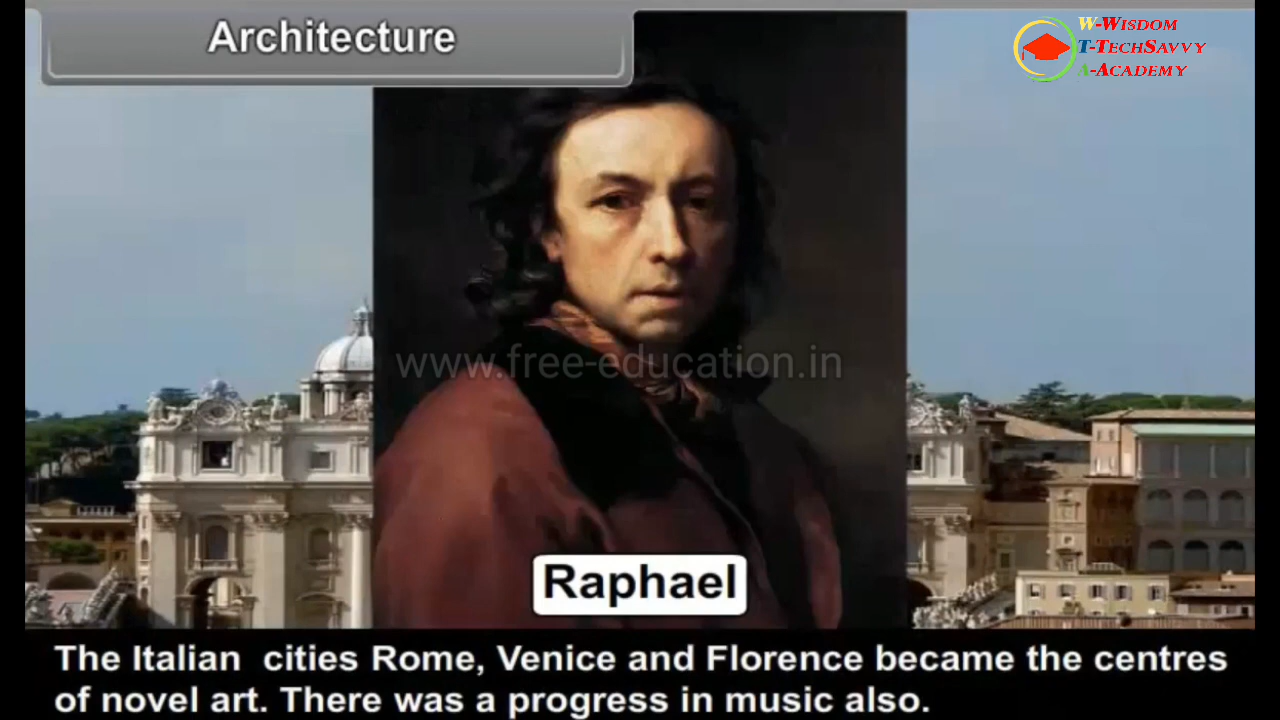 Architecture
W-Wisdom
T-TechSavvy
A-Academy
www.free-education.in
Raphael
The Italian cities Rome, Venice and Florence became the centres
of novel art. There was a progress in music also.